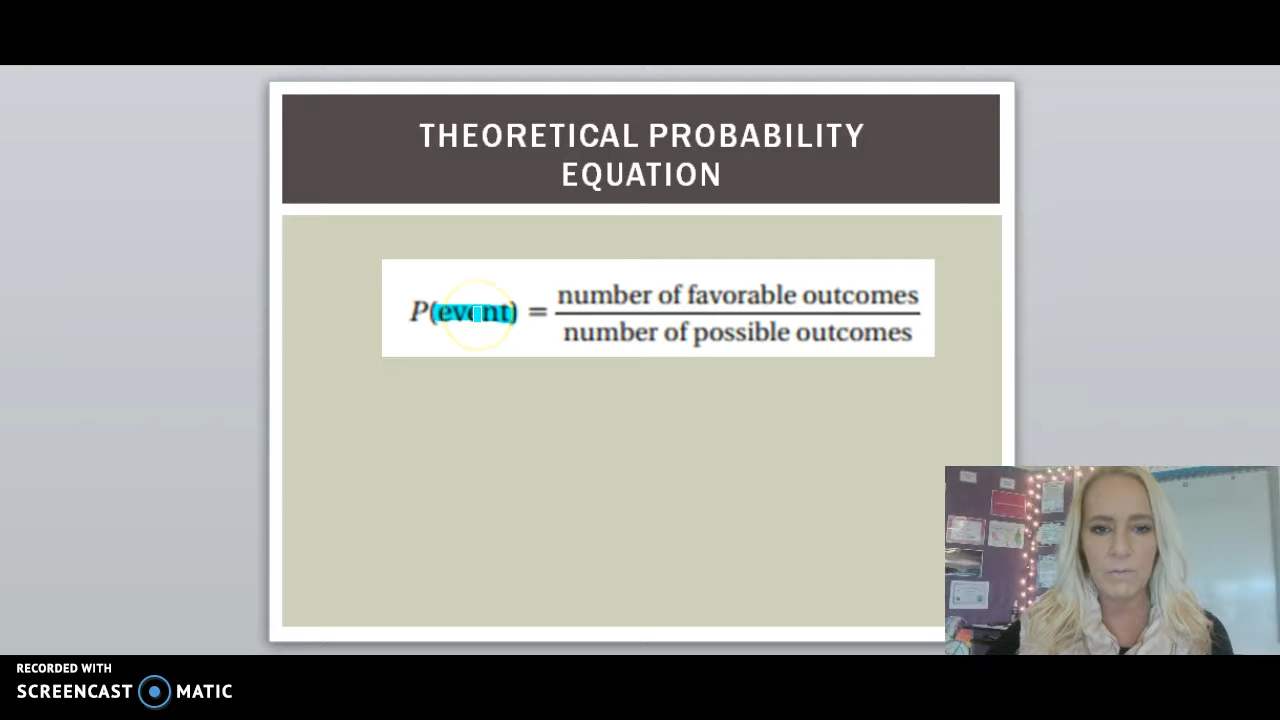 THEORETICAL PROBABILITY
EQUATION
P(event) = number of favorable outcomes
number of possible outcomes
RECORDED WITH
SCREENCAST MATIC